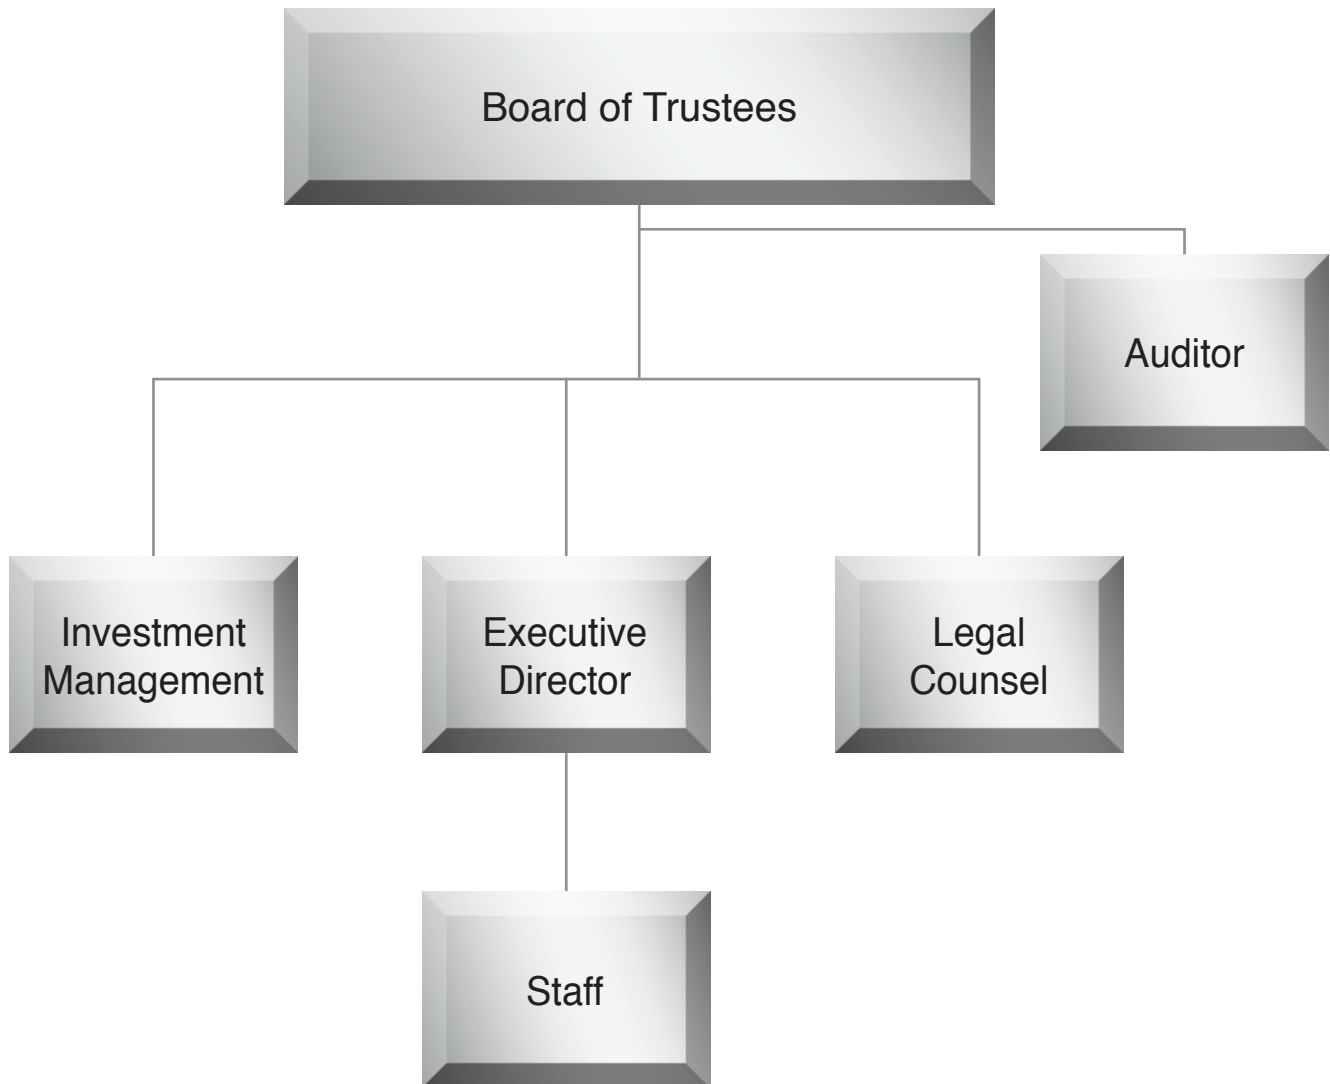 Board of Trustees
Auditor
Investment
Management
Executive
Director
Legal
Counsel
Staff